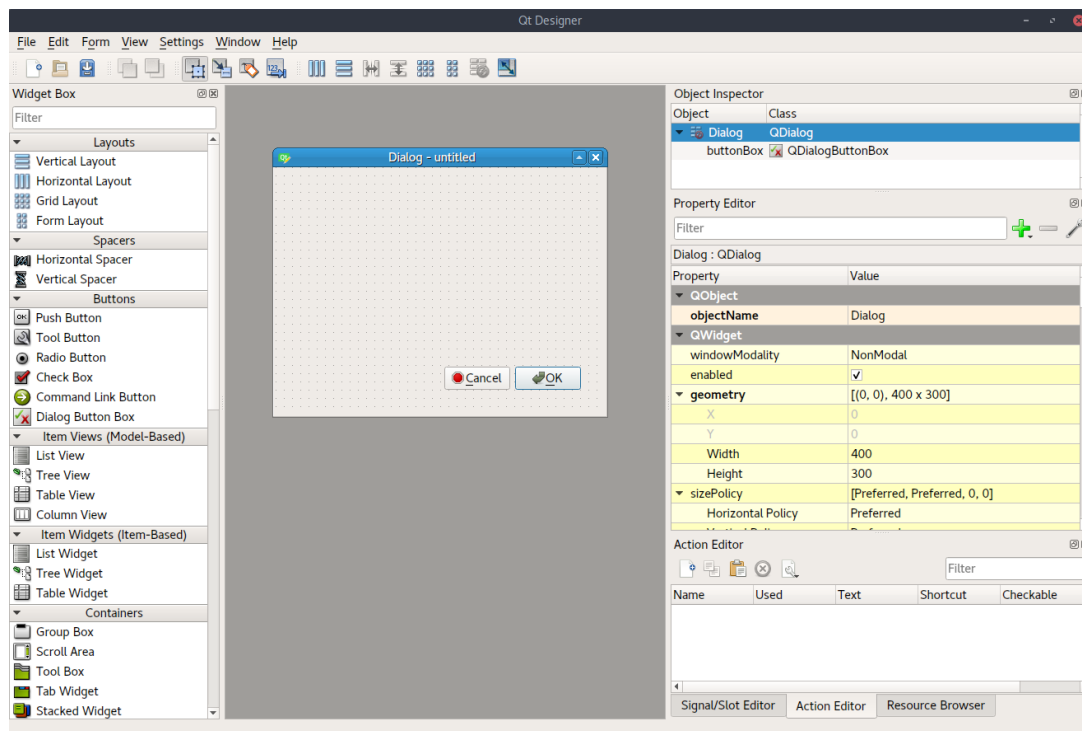 Qt Designer
File Edit Form View Settings Window Help
Widget Box
Filter
Layouts
Vertical Layout
Horizontal Layout
Grid Layout
Form Layout
Spacers
Horizontal Spacer
Vertical Spacer
Buttons
Push Button
Tool Button
Radio Button
Check Box
Command Link Button
Dialog Button Box
Item Views (Model-Based)
List View
Tree View
Table View
Column View
Item Widgets (Item-Based)
List Widget
Tree Widget
Table Widget
Containers
Group Box
Scroll Area
Tool Box
Tab Widget
Stacked Widget
Dialog - untitled
Cancel OK
Object Inspector
Object Class
Dialog QDialog
buttonBox QDialogButtonBox
Property Editor
Filter
Dialog : QDialog
Property Value
QObject
objectName Dialog
QWidget
windowModality NonModal
enabled
geometry [(0, 0), 400 x 300]
X 0
Y 0
Width 400
Height 300
sizePolicy [Preferred, Preferred, 0, 0]
Horizontal Policy Preferred
Action Editor
Filter
Name Used Text Shortcut Checkable
Signal/Slot Editor Action Editor Resource Browser